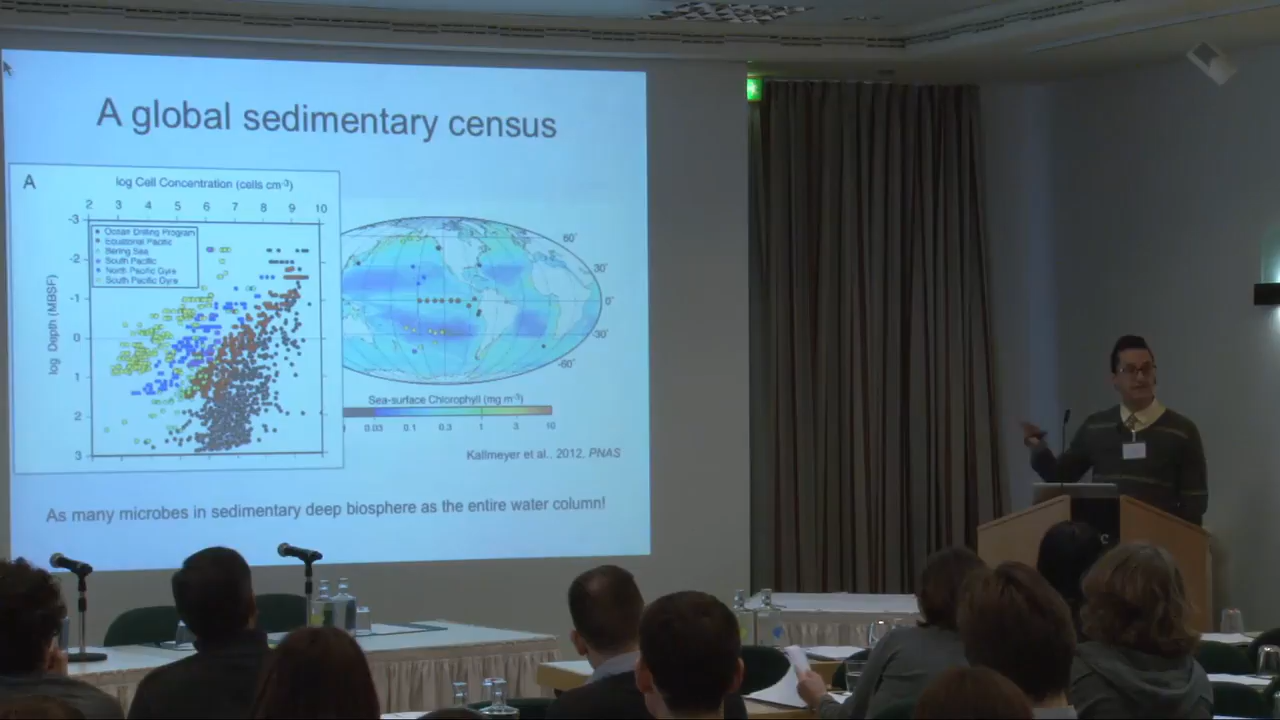 A global sedimentary census
A
log Cell Concentration (cells cm-3)
2 3 4 5 6 7 8 9 10
-3
-2
-1
0
1
2
3
log Depth (MBSF)
Ocean Drilling Program
Equatorial Pacific
Bering Sea
South Pacific
North Pacific Gyre
South Pacific Gyre
60°
30°
0°
-30°
-60°
Sea-surface Chlorophyll (mg m-3)
0.03 0.1 0.3 1 3 10
Kallmeyer et al., 2012, PNAS
As many microbes in sedimentary deep biosphere as the entire water column!